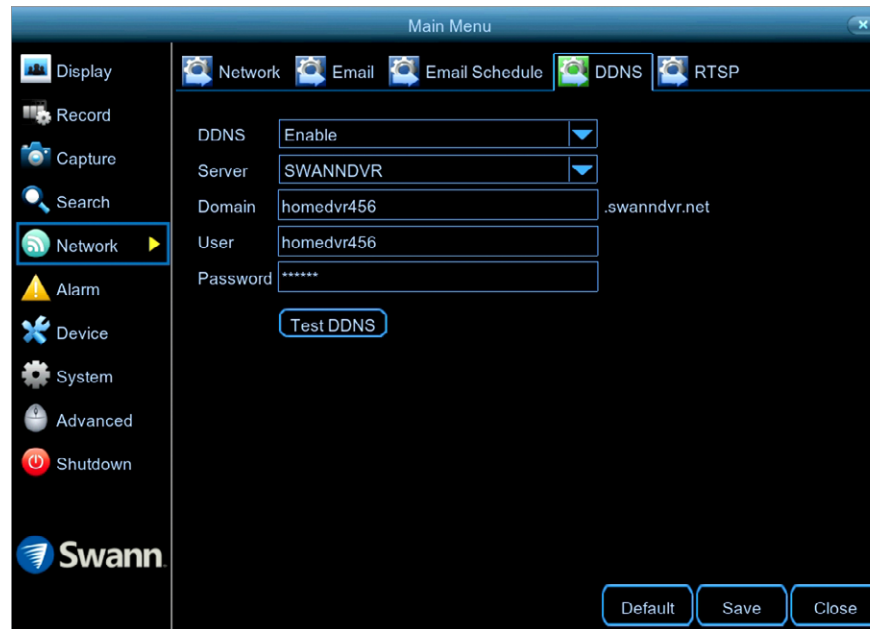 Main Menu
Display
Record
Capture
Search
Network
Alarm
Device
System
Advanced
Shutdown
Swann
Network Email Email Schedule DDNS RTSP
DDNS Enable
Server SWANNDVR
Domain homedvr456 .swanndvr.net
User homedvr456
Password ******
Test DDNS
Default Save Close